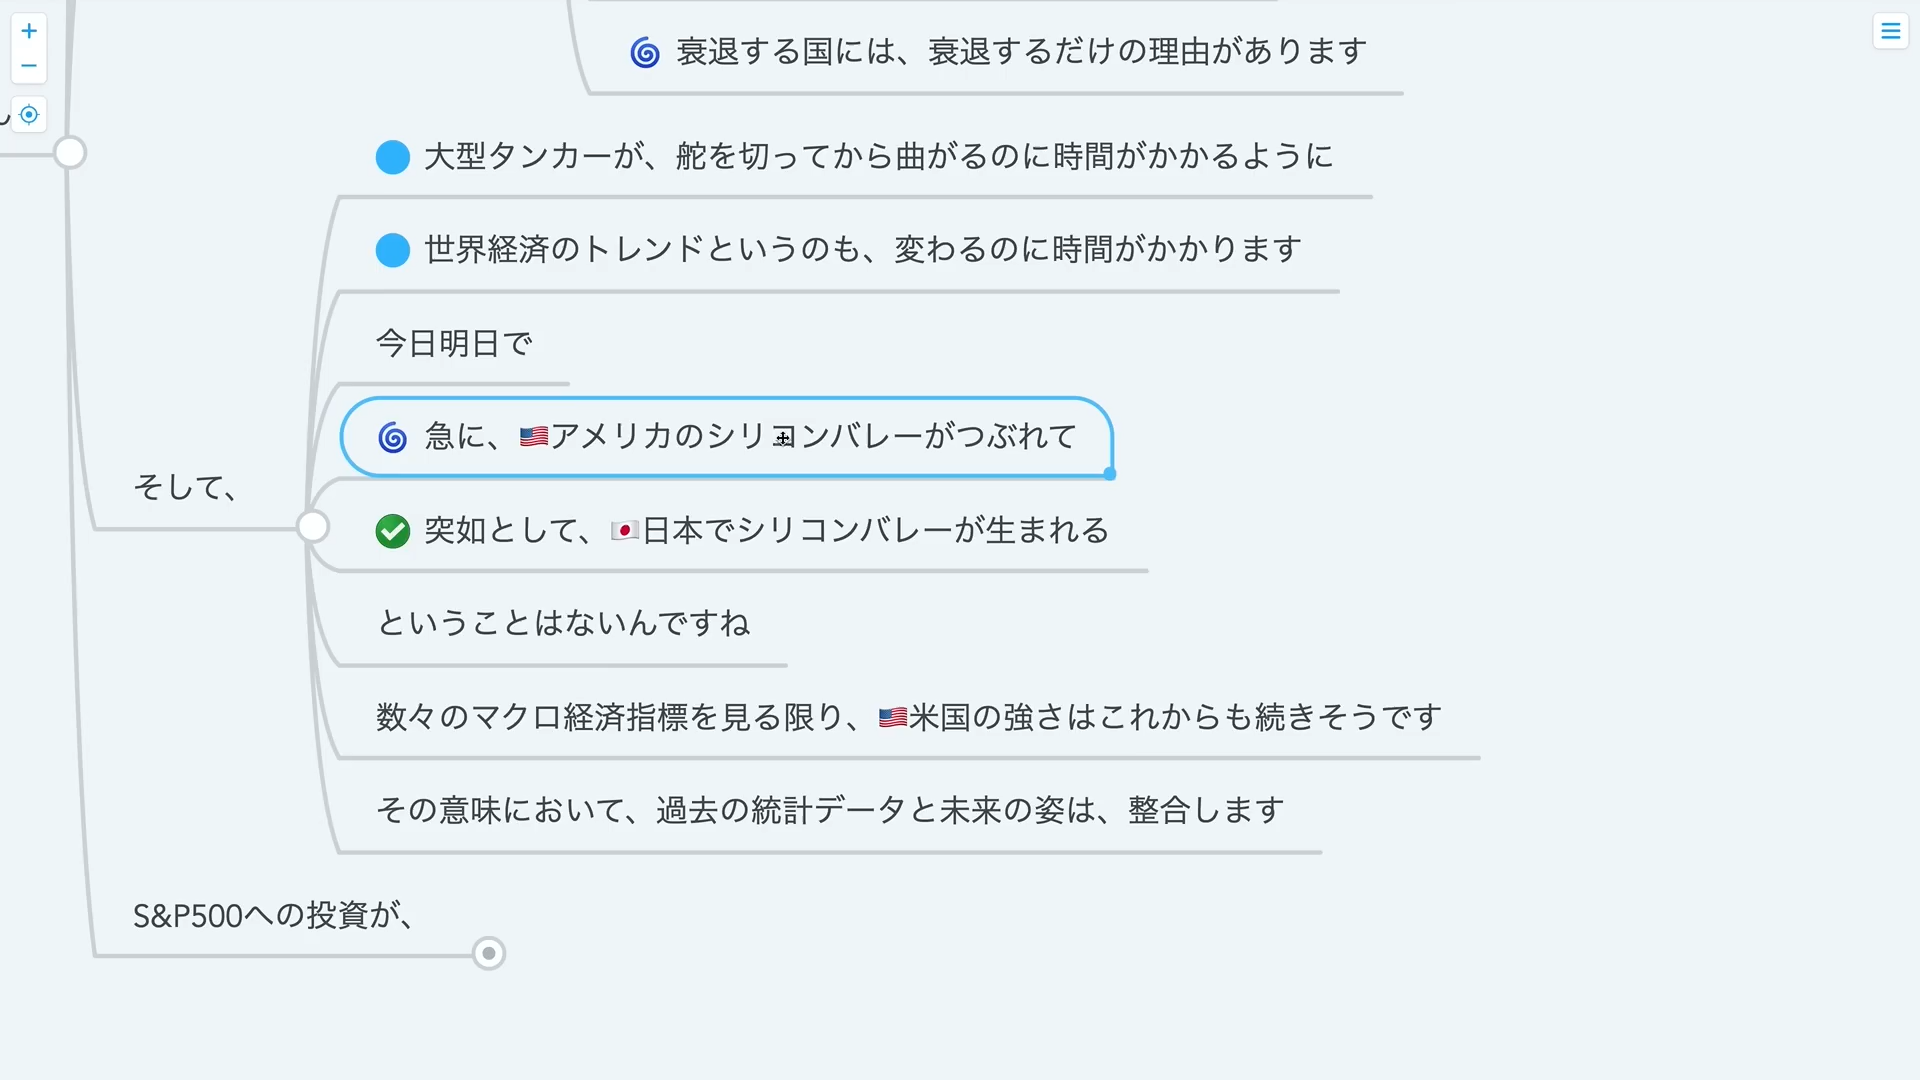 衰退する国には、衰退するだけの理由があります
大型タンカーが、舵を切ってから曲がるのに時間がかかるように
世界経済のトレンドというのも、変わるのに時間がかかります
今日明日で
急に、🇺🇸アメリカのシリコンバレーがつぶれて
そして、
突如として、🇯🇵日本でシリコンバレーが生まれる
ということはないんですね
数々のマクロ経済指標を見る限り、🇺🇸米国の強さはこれからも続きそうです
その意味において、過去の統計データと未来の姿は、整合します
S&P500への投資が、